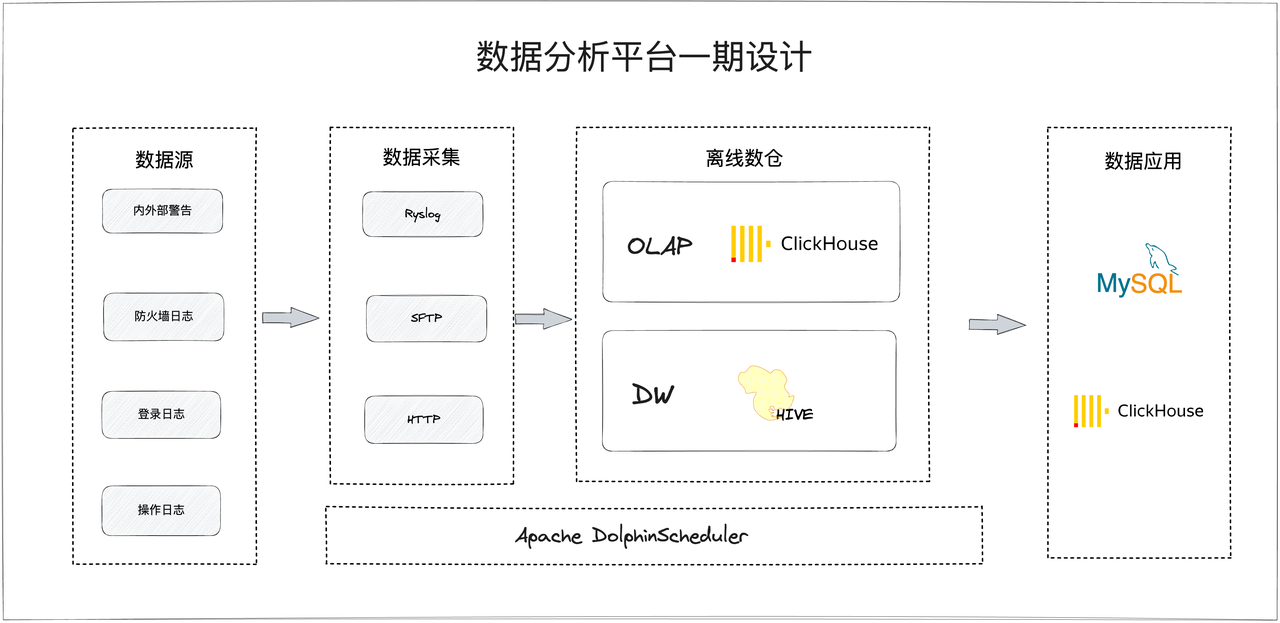 数据分析平台一期设计
数据源
内外部警告
防火墙日志
登录日志
操作日志
数据采集
Ryslog
SFTP
HTTP
离线数仓
OLAP
ClickHouse
DW
HIVE
Apache DolphinScheduler
数据应用
MySQL
ClickHouse